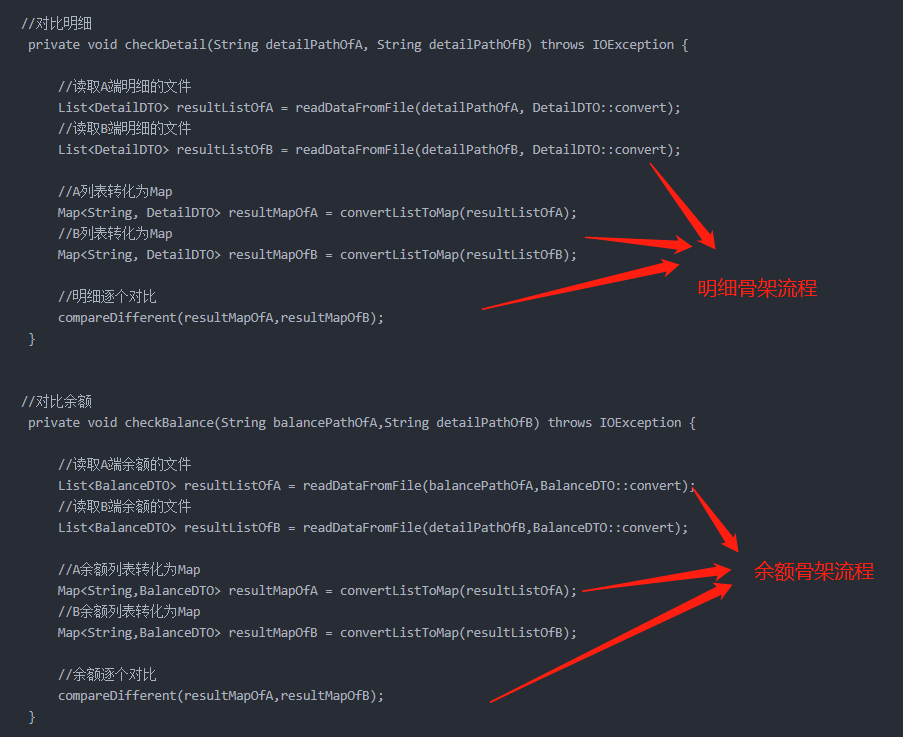 //对比明细
private void checkDetail(String detailPathOfA, String detailPathOfB) throws IOException {
//读取A端明细的文件
List<DetailDTO> resultListOfA = readDataFromFile(detailPathOfA, DetailDTO::convert);
//读取B端明细的文件
List<DetailDTO> resultListOfB = readDataFromFile(detailPathOfB, DetailDTO::convert);
//A列表转化为Map
Map<String, DetailDTO> resultMapOfA = convertListToMap(resultListOfA);
//B列表转化为Map
Map<String, DetailDTO> resultMapOfB = convertListToMap(resultListOfB);
明细骨架流程
//明细逐个对比
compareDifferent(resultMapOfA,resultMapOfB);
}
//对比余额
private void checkBalance(String balancePathOfA,String detailPathOfB) throws IOException {
//读取A端余额的文件
List<BalanceDTO> resultListOfA = readDataFromFile(balancePathOfA,BalanceDTO::convert);
//读取B端余额的文件
List<BalanceDTO> resultListOfB = readDataFromFile(detailPathOfB,BalanceDTO::convert);
//A余额列表转化为Map
余额骨架流程
Map<String,BalanceDTO> resultMapOfA = convertListToMap(resultListOfA);
//B余额列表转化为Map
Map<String,BalanceDTO> resultMapOfB = convertListToMap(resultListOfB);
//余额逐个对比
compareDifferent(resultMapOfA,resultMapOfB);
}